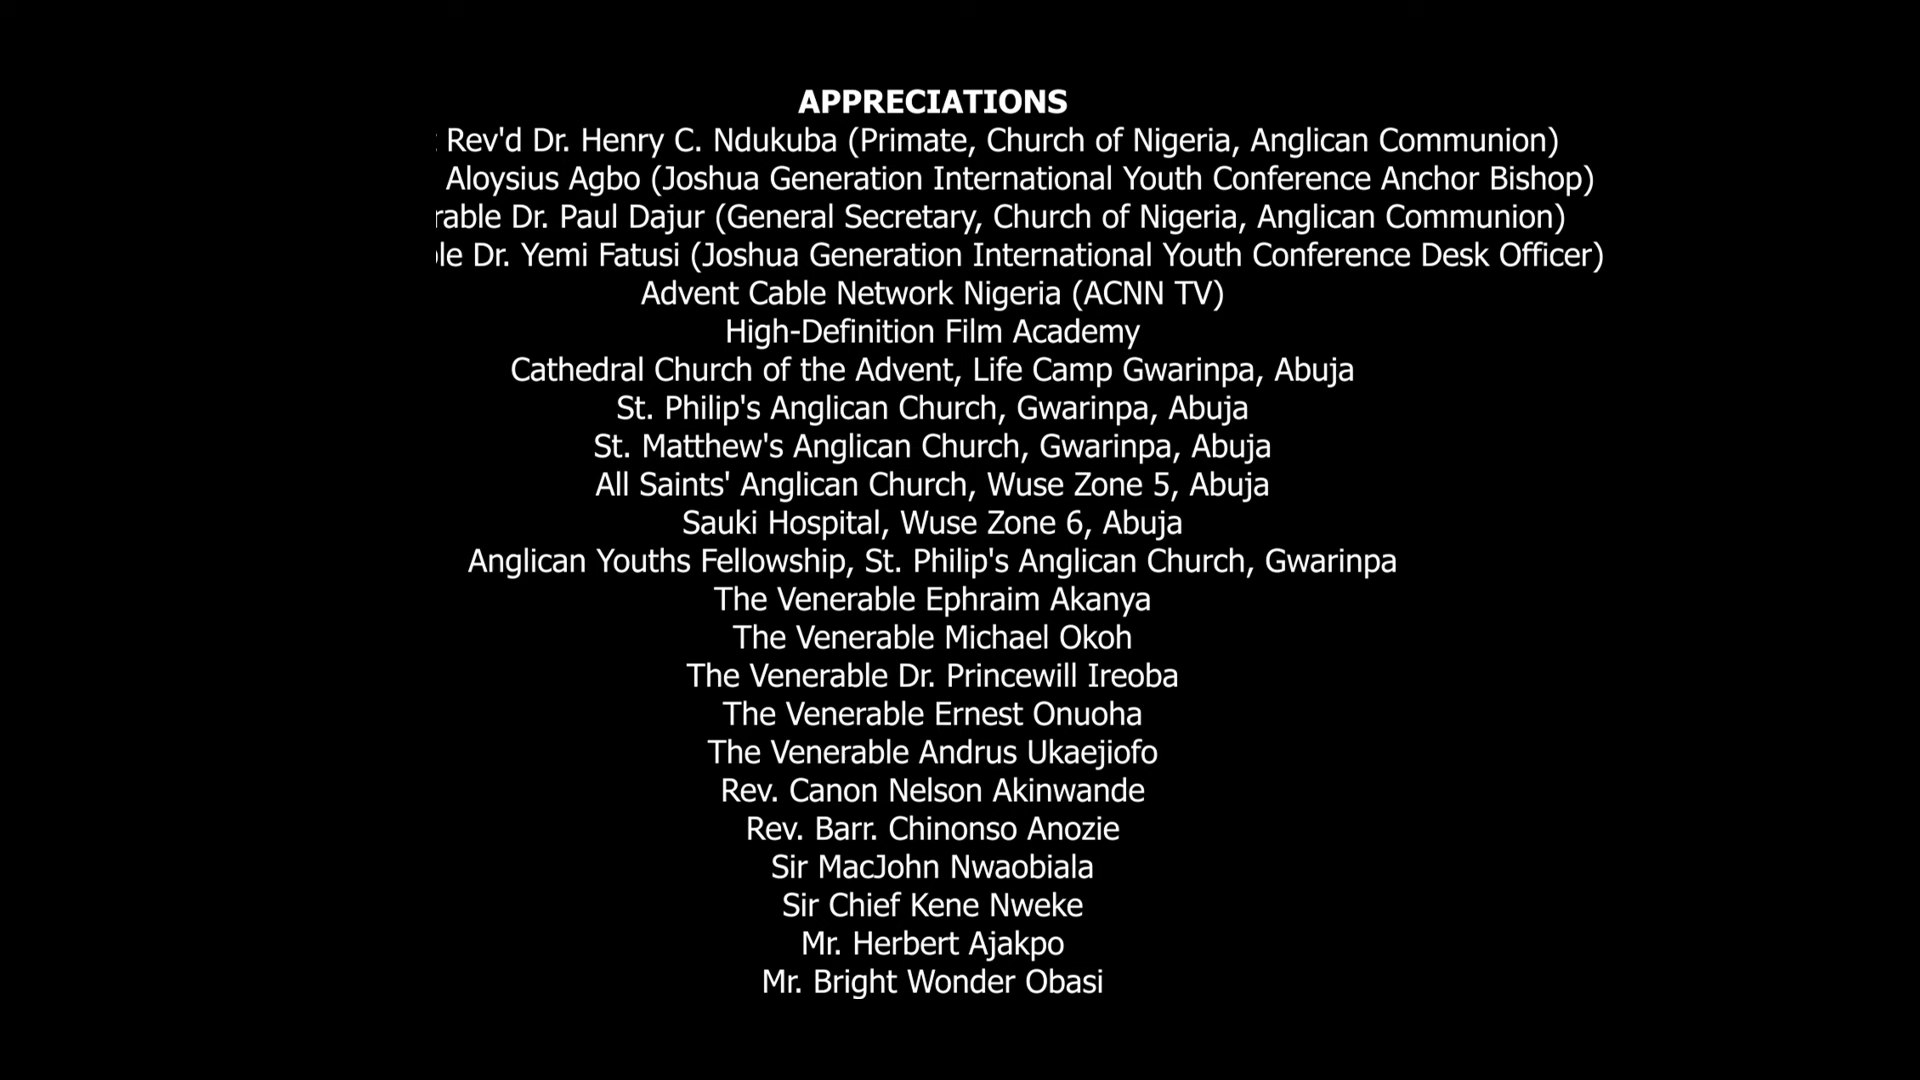 APPRECIATIONS
Rev'd Dr. Henry C. Ndukuba (Primate, Church of Nigeria, Anglican Communion)
Aloysius Agbo (Joshua Generation International Youth Conference Anchor Bishop)
Dr. Paul Dajur (General Secretary, Church of Nigeria, Anglican Communion)
Dr. Yemi Fatusi (Joshua Generation International Youth Conference Desk Officer)
Advent Cable Network Nigeria (ACNN TV)
High-Definition Film Academy
Cathedral Church of the Advent, Life Camp Gwarinpa, Abuja
St. Philip's Anglican Church, Gwarinpa, Abuja
St. Matthew's Anglican Church, Gwarinpa, Abuja
All Saints' Anglican Church, Wuse Zone 5, Abuja
Sauki Hospital, Wuse Zone 6, Abuja
Anglican Youths Fellowship, St. Philip's Anglican Church, Gwarinpa
The Venerable Ephraim Akanya
The Venerable Michael Okoh
The Venerable Dr. Princewill Ireoba
The Venerable Ernest Onuoha
The Venerable Andrus Ukaejiofo
Rev. Canon Nelson Akinwande
Rev. Barr. Chinonso Anozie
Sir MacJohn Nwaobiala
Sir Chief Kene Nweke
Mr. Herbert Ajakpo
Mr. Bright Wonder Obasi